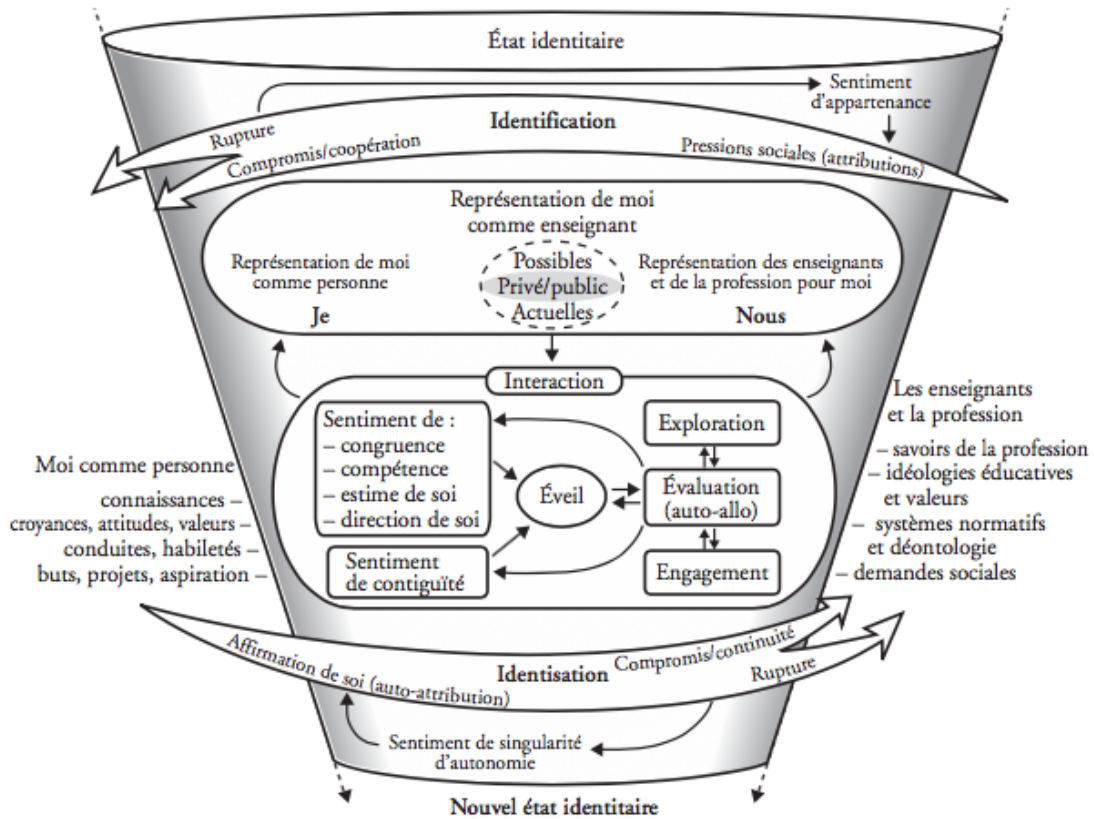 État identitaire
Sentiment
d'appartenance
Rupture
Identification
Compromis/coopération
Pressions sociales (attributions)
Représentation de moi
comme enseignant
Représentation de moi
comme personne
Je
Possibles
Privé/public
Actuelles
Représentation des enseignants
et de la profession pour moi
Nous
Interaction
Sentiment de :
– congruence
– compétence
– estime de soi
– direction de soi
Sentiment
de contiguïté
Éveil
Exploration
Évaluation
(auto-allo)
Engagement
Moi comme personne
connaissances –
croyances, attitudes, valeurs –
conduites, habiletés –
buts, projets, aspiration –
Les enseignants
et la profession
– savoirs de la profession
– idéologies éducatives
et valeurs
– systèmes normatifs
et déontologie
– demandes sociales
Affirmation de soi (auto-attribution)
Identisation
Compromis/continuité
Rupture
Sentiment de singularité
d'autonomie
Nouvel état identitaire